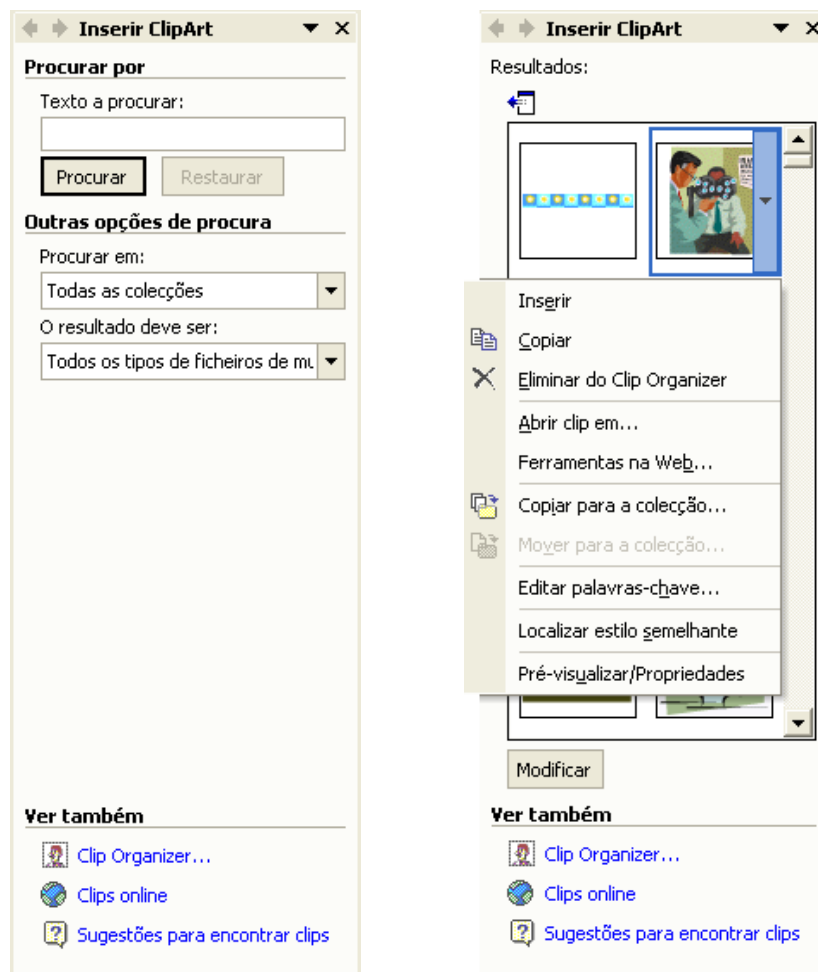 Inserir ClipArt
Procurar por
Texto a procurar:
Procurar Restaurar
Outras opções de procura
Procurar em:
Todas as colecções
O resultado deve ser:
Todos os tipos de ficheiros de mu
Ver também
Clip Organizer...
Clips online
Sugestões para encontrar clips
Inserir ClipArt
Resultados:
Inserir
Copiar
Eliminar do Clip Organizer
Abrir clip em...
Ferramentas na Web...
Copiar para a colecção...
Mover para a colecção...
Editar palavras-chave...
Localizar estilo semelhante
Pré-visualizar/Propriedades
Modificar
Ver também
Clip Organizer...
Clips online
Sugestões para encontrar clips